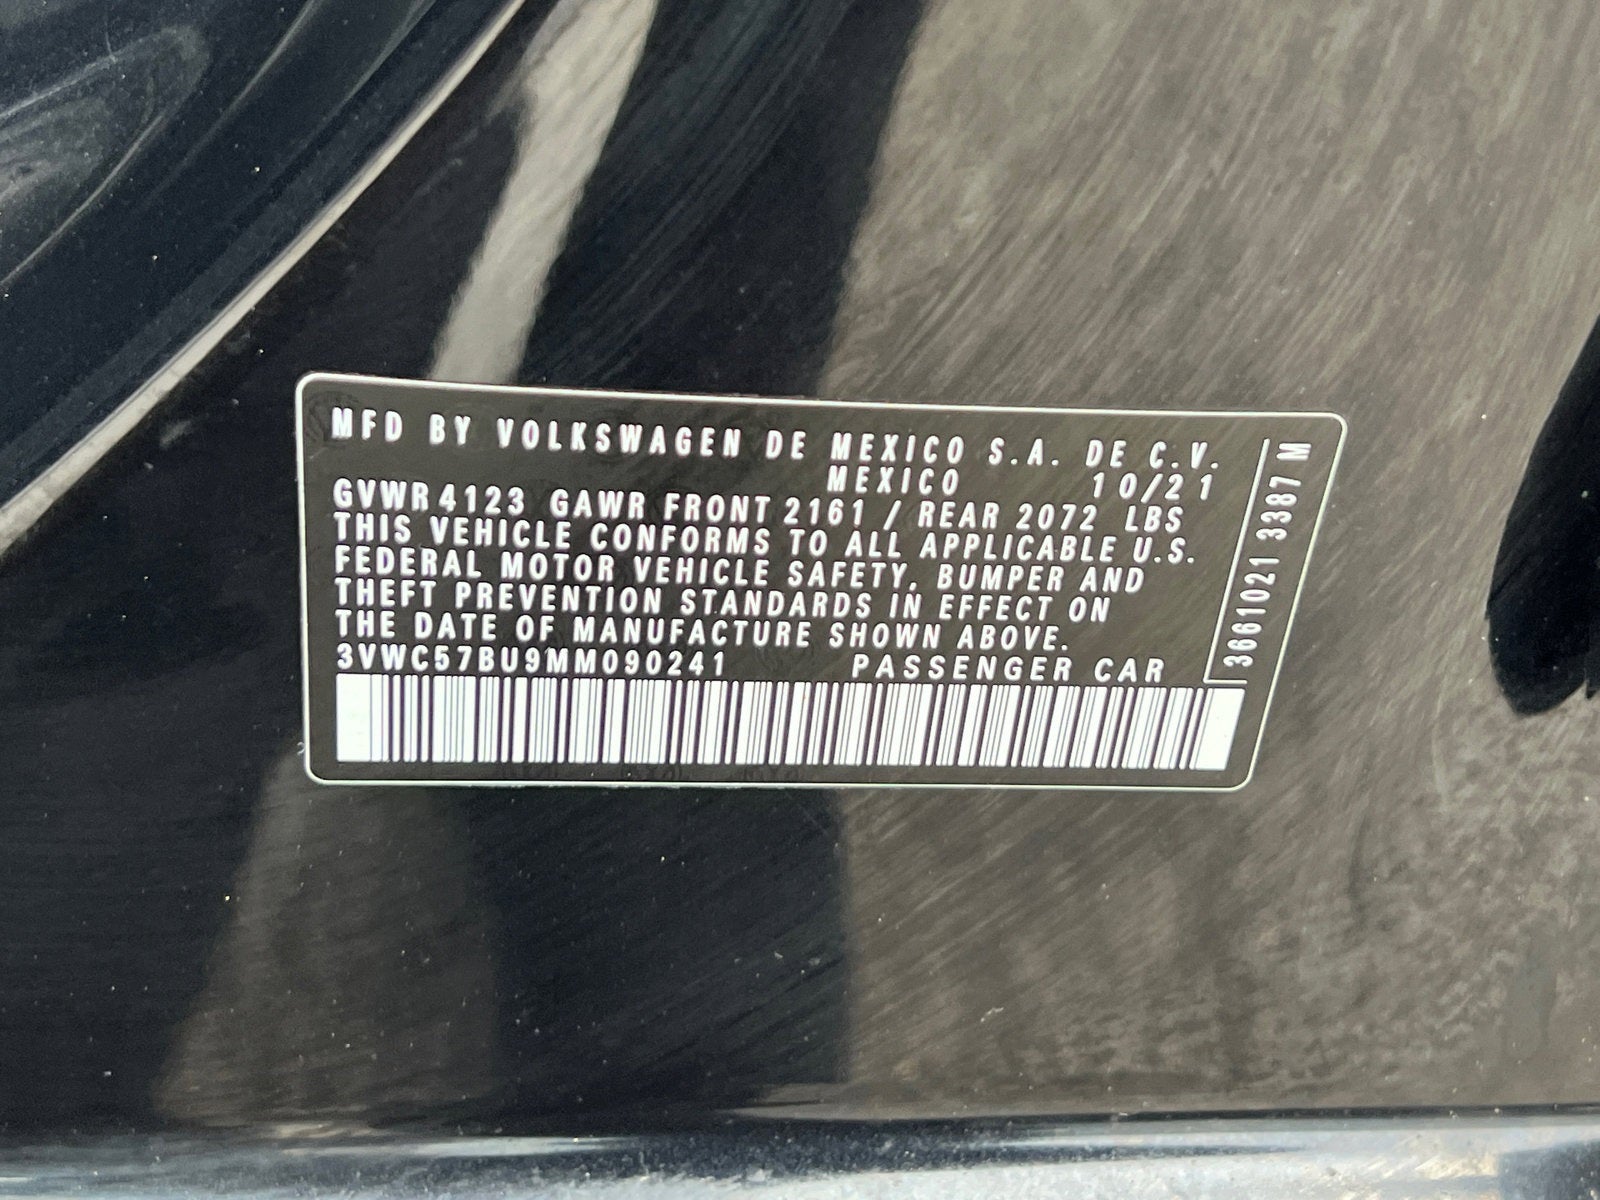 MFD BY VOLKSWAGEN DE MEXICO S.A. DE C.V.
MEXICO 10/21
GVWR 4123 GAWR FRONT 2161 / REAR 2072 LBS
THIS VEHICLE CONFORMS TO ALL APPLICABLE U.S.
FEDERAL MOTOR VEHICLE SAFETY, BUMPER AND
THEFT PREVENTION STANDARDS IN EFFECT ON
THE DATE OF MANUFACTURE SHOWN ABOVE.
3VWC57BU9MM090241 PASSENGER CAR
3661021 3387 M